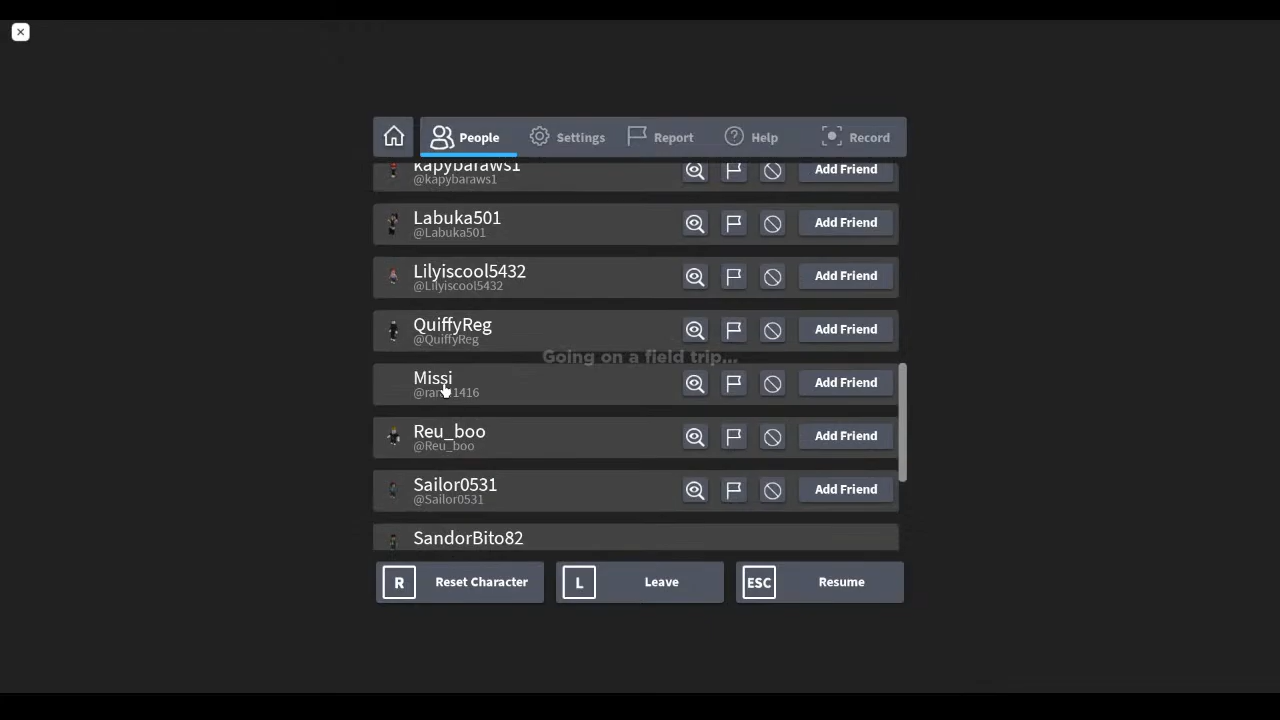 People Settings Report Help Record
kapybaraws1
@kapybaraws1
Add Friend
Labuka501
@Labuka501
Add Friend
Lilyiscool5432
@Lilyiscool5432
Add Friend
QuiffyReg
@QuiffyReg
Add Friend
Going on a field trip...
Missi
Add Friend
Reu_boo
@Reu_boo
Add Friend
Sailor0531
@Sailor0531
Add Friend
SandorBito82
R Reset Character L Leave ESC Resume